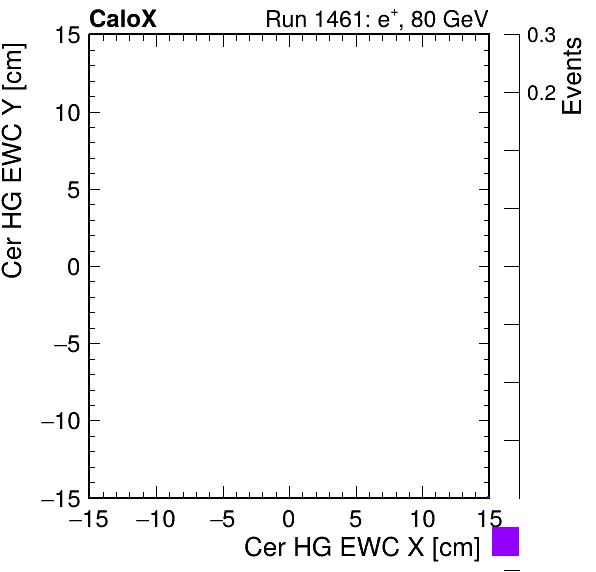 CaloX Run 1461: e+, 80 GeV
Cer HG EWC Y [cm]
15
10
5
0
−5
−10
−15
−15 −10 −5 0 5 10 15
Cer HG EWC X [cm]
0.3
0.2
Events